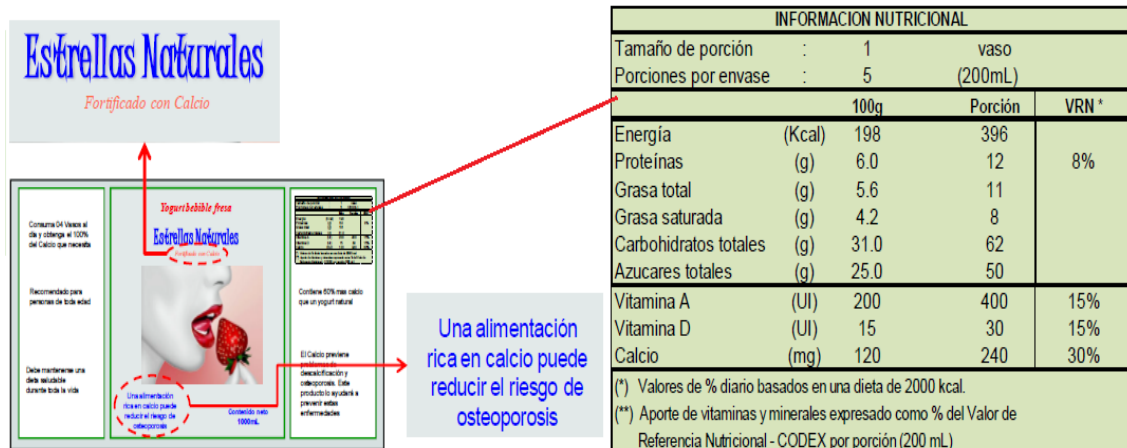 Estrellas Naturales
Fortificado con Calcio
Consuma 04 Vasos al
día y obtenga el 100%
del Calcio que necesita
Recomendado para
personas de toda edad
Debe mantenerse una
dieta saludable
durante toda la vida
Yogurt bebible fresa
Estrellas Naturales
Fortificado con Calcio
Una alimentación
rica en calcio puede
reducir el riesgo de
osteoporosis
Contenido neto
1000mL
Contiene 60% mas calcio
que un yogurt natural
El Calcio previene
problemas de
descalcificación y
osteoporosis. Este
producto lo ayudará a
prevenir estas
enfermedades
Una alimentación
rica en calcio puede
reducir el riesgo de
osteoporosis
INFORMACION NUTRICIONAL
Tamaño de porción : 1 vaso
Porciones por envase : 5 (200mL)
100g Porción VRN *
Energía (Kcal) 198 396
Proteínas (g) 6.0 12 8%
Grasa total (g) 5.6 11
Grasa saturada (g) 4.2 8
Carbohidratos totales (g) 31.0 62
Azucares totales (g) 25.0 50
Vitamina A (UI) 200 400 15%
Vitamina D (UI) 15 30 15%
Calcio (mg) 120 240 30%
(*) Valores de % diario basados en una dieta de 2000 kcal.
(**) Aporte de vitaminas y minerales expresado como % del Valor de
Referencia Nutricional - CODEX por porción (200 mL)